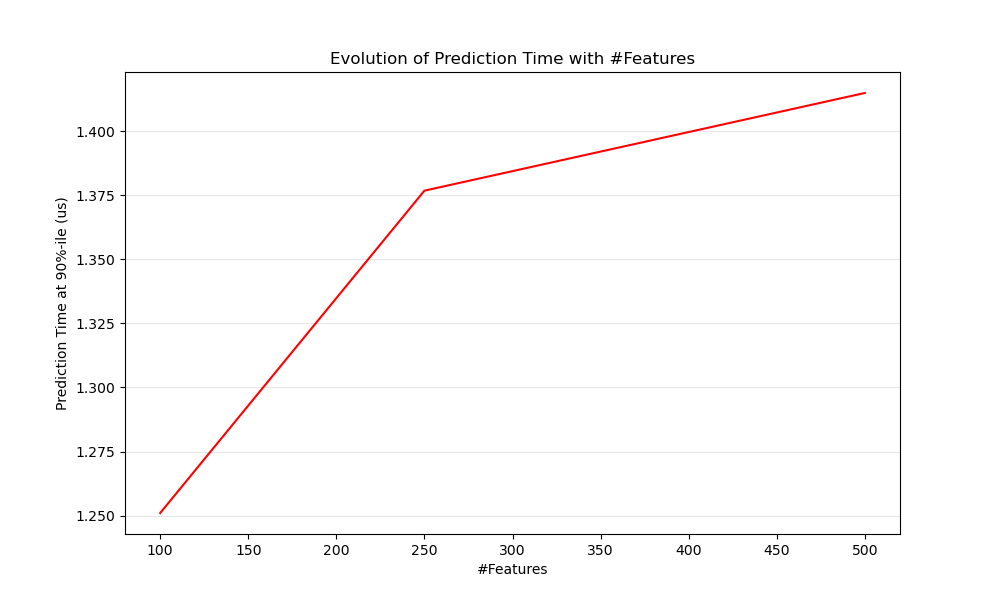 Evolution of Prediction Time with #Features
Prediction Time at 90%-ile (us)
1.400
1.375
1.350
1.325
1.300
1.275
1.250
100 150 200 250 300 350 400 450 500
#Features